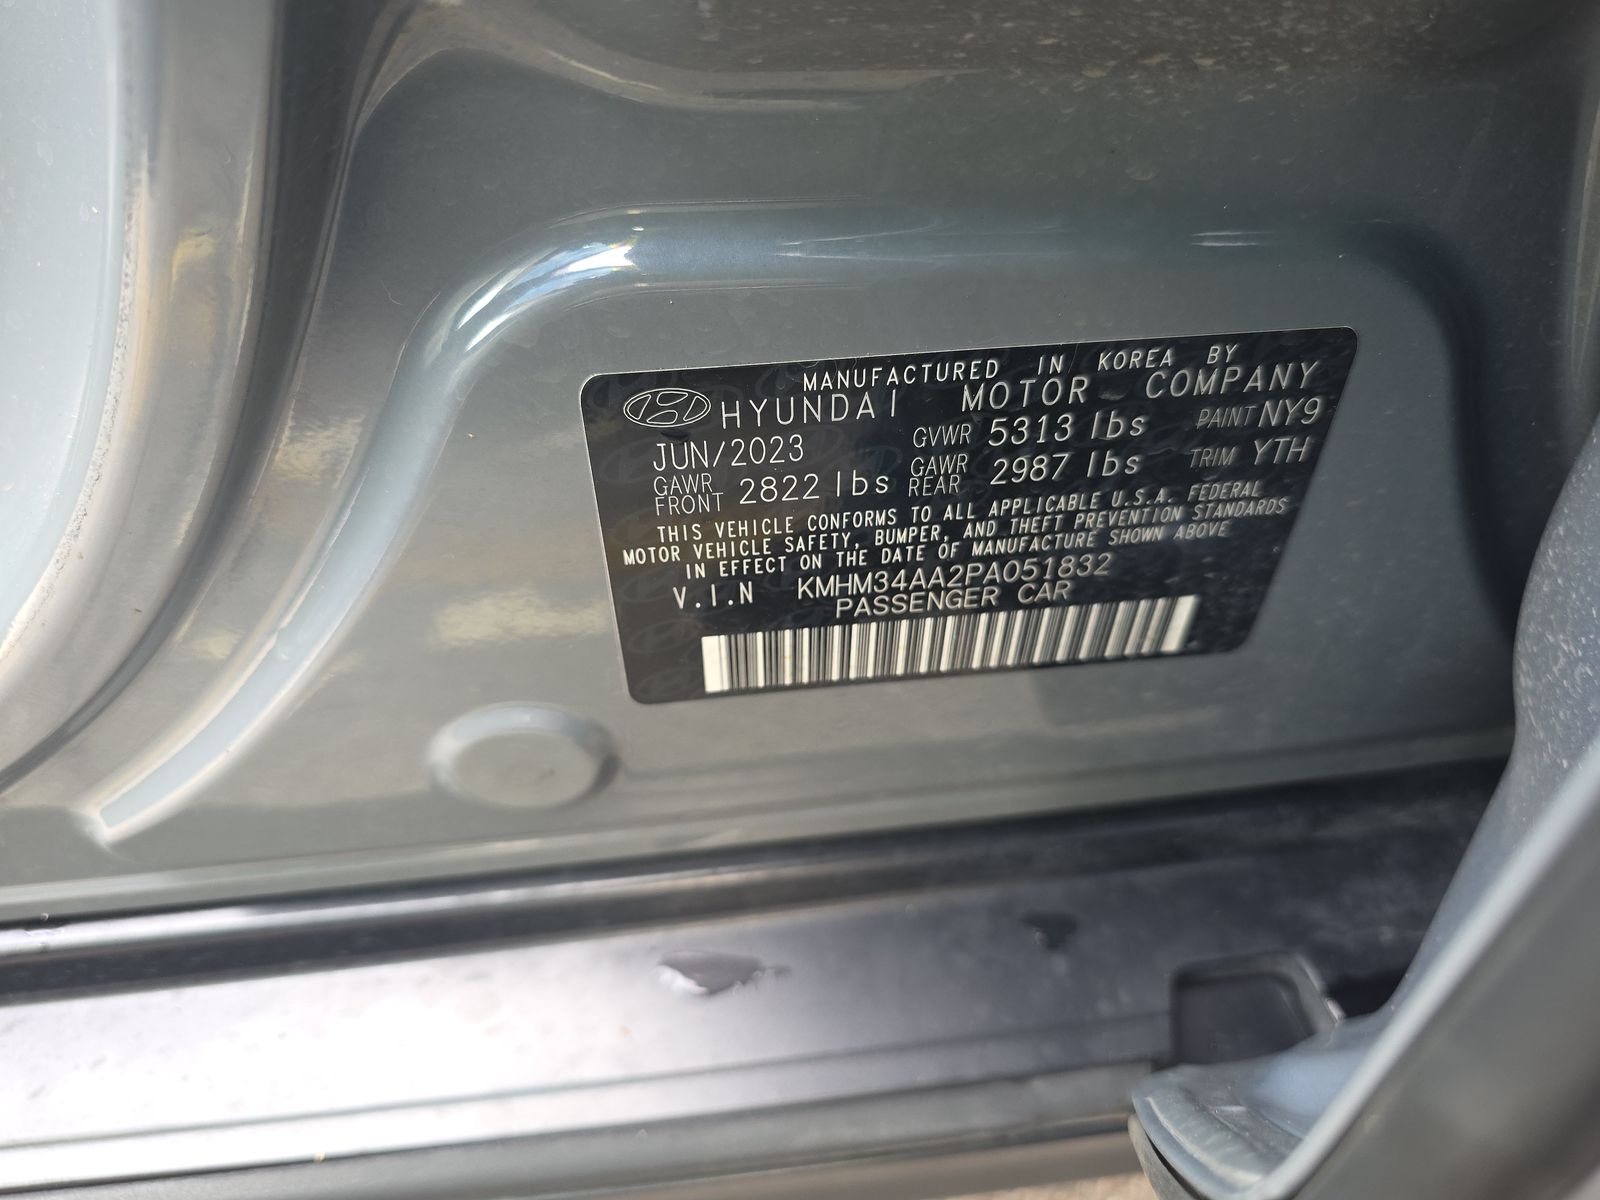 MANUFACTURED IN KOREA BY
HYUNDAI MOTOR COMPANY
JUN/2023 GVWR 5313 lbs PAINT NY9
GAWR FRONT 2822 lbs GAWR REAR 2987 lbs TRIM YTH
THIS VEHICLE CONFORMS TO ALL APPLICABLE U.S.A. FEDERAL
MOTOR VEHICLE SAFETY, BUMPER, AND THEFT PREVENTION STANDARDS
IN EFFECT ON THE DATE OF MANUFACTURE SHOWN ABOVE
V.I.N KMHM34AA2PA051832
PASSENGER CAR